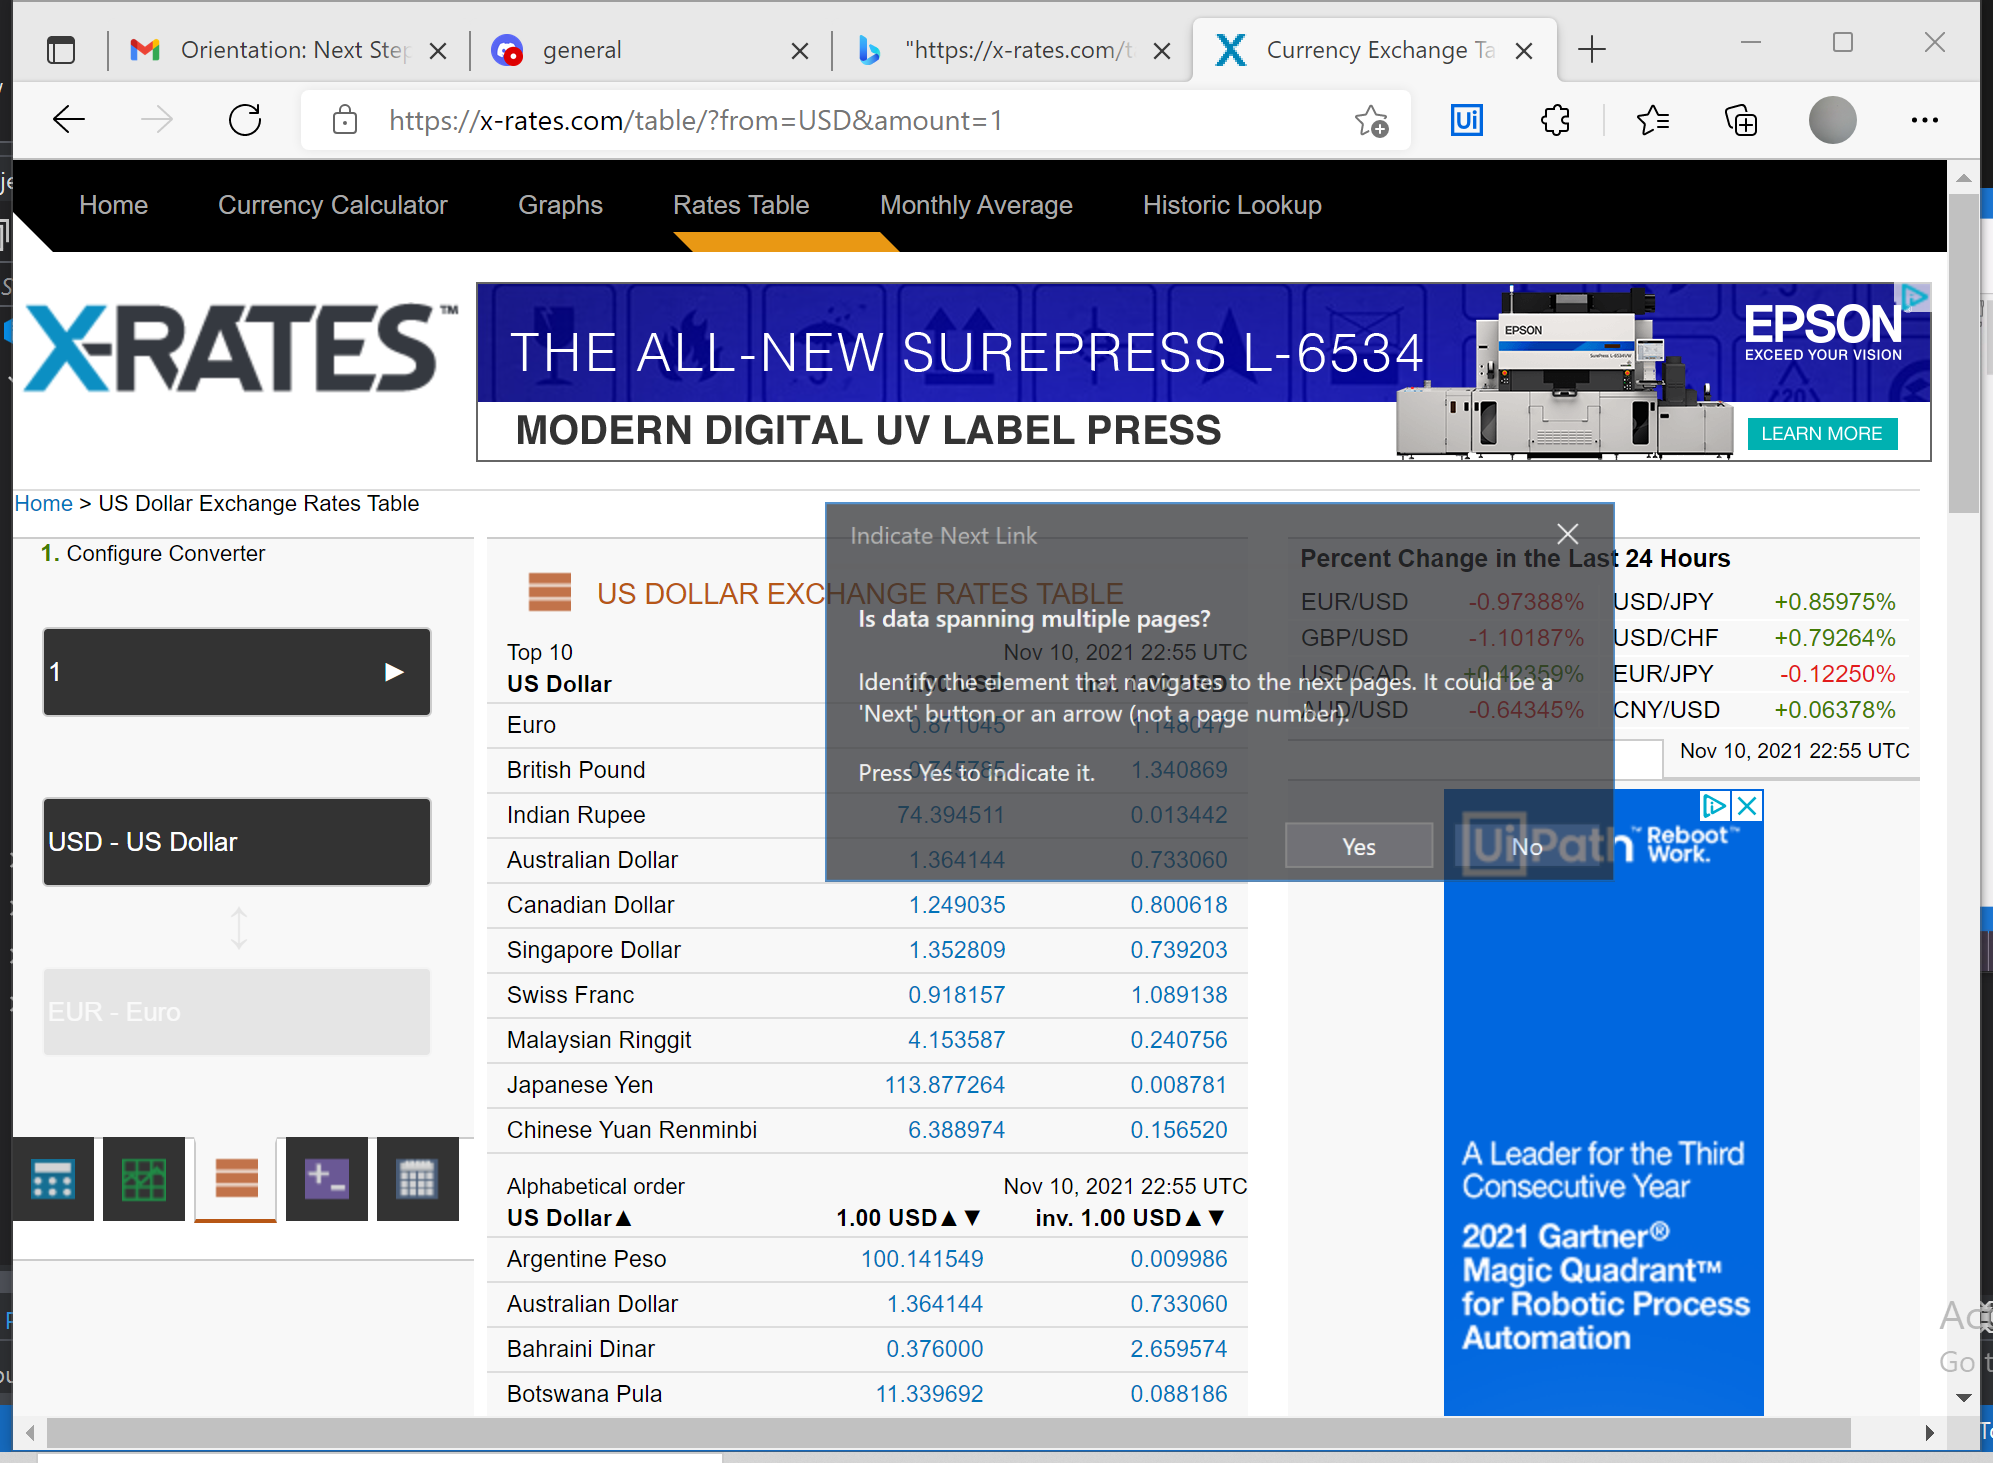 Orientation: Next Step
general
"https://x-rates.com/t
Currency Exchange Ta
https://x-rates.com/table/?from=USD&amount=1
Ui
Home
Currency Calculator
Graphs
Rates Table
Monthly Average
Historic Lookup
X-RATES™
THE ALL-NEW SUREPRESS L-6534
MODERN DIGITAL UV LABEL PRESS
EPSON
EPSON
EXCEED YOUR VISION
LEARN MORE
Home > US Dollar Exchange Rates Table
1. Configure Converter
1
USD - US Dollar
EUR - Euro
US DOLLAR EXCHANGE RATES TABLE
Top 10 Nov 10, 2021 22:55 UTC
US Dollar 1.00 USD inv. 1.00 USD
Euro 0.871045 1.148047
British Pound 0.745785 1.340869
Indian Rupee 74.394511 0.013442
Australian Dollar 1.364144 0.733060
Canadian Dollar 1.249035 0.800618
Singapore Dollar 1.352809 0.739203
Swiss Franc 0.918157 1.089138
Malaysian Ringgit 4.153587 0.240756
Japanese Yen 113.877264 0.008781
Chinese Yuan Renminbi 6.388974 0.156520
Alphabetical order Nov 10, 2021 22:55 UTC
US Dollar▲ 1.00 USD▲▼ inv. 1.00 USD▲▼
Argentine Peso 100.141549 0.009986
Australian Dollar 1.364144 0.733060
Bahraini Dinar 0.376000 2.659574
Botswana Pula 11.339692 0.088186
Indicate Next Link
Is data spanning multiple pages?
Identify the element that navigates to the next pages. It could be a
'Next' button or an arrow (not a page number).
Press Yes to indicate it.
Yes
No
Percent Change in the Last 24 Hours
EUR/USD -0.97388% USD/JPY +0.85975%
GBP/USD -1.10187% USD/CHF +0.79264%
USD/CAD +0.42359% EUR/JPY -0.12250%
AUD/USD -0.64345% CNY/USD +0.06378%
Nov 10, 2021 22:55 UTC
UiPath™ Reboot™
Work.
A Leader for the Third
Consecutive Year
2021 Gartner®
Magic Quadrant™
for Robotic Process
Automation
Go t